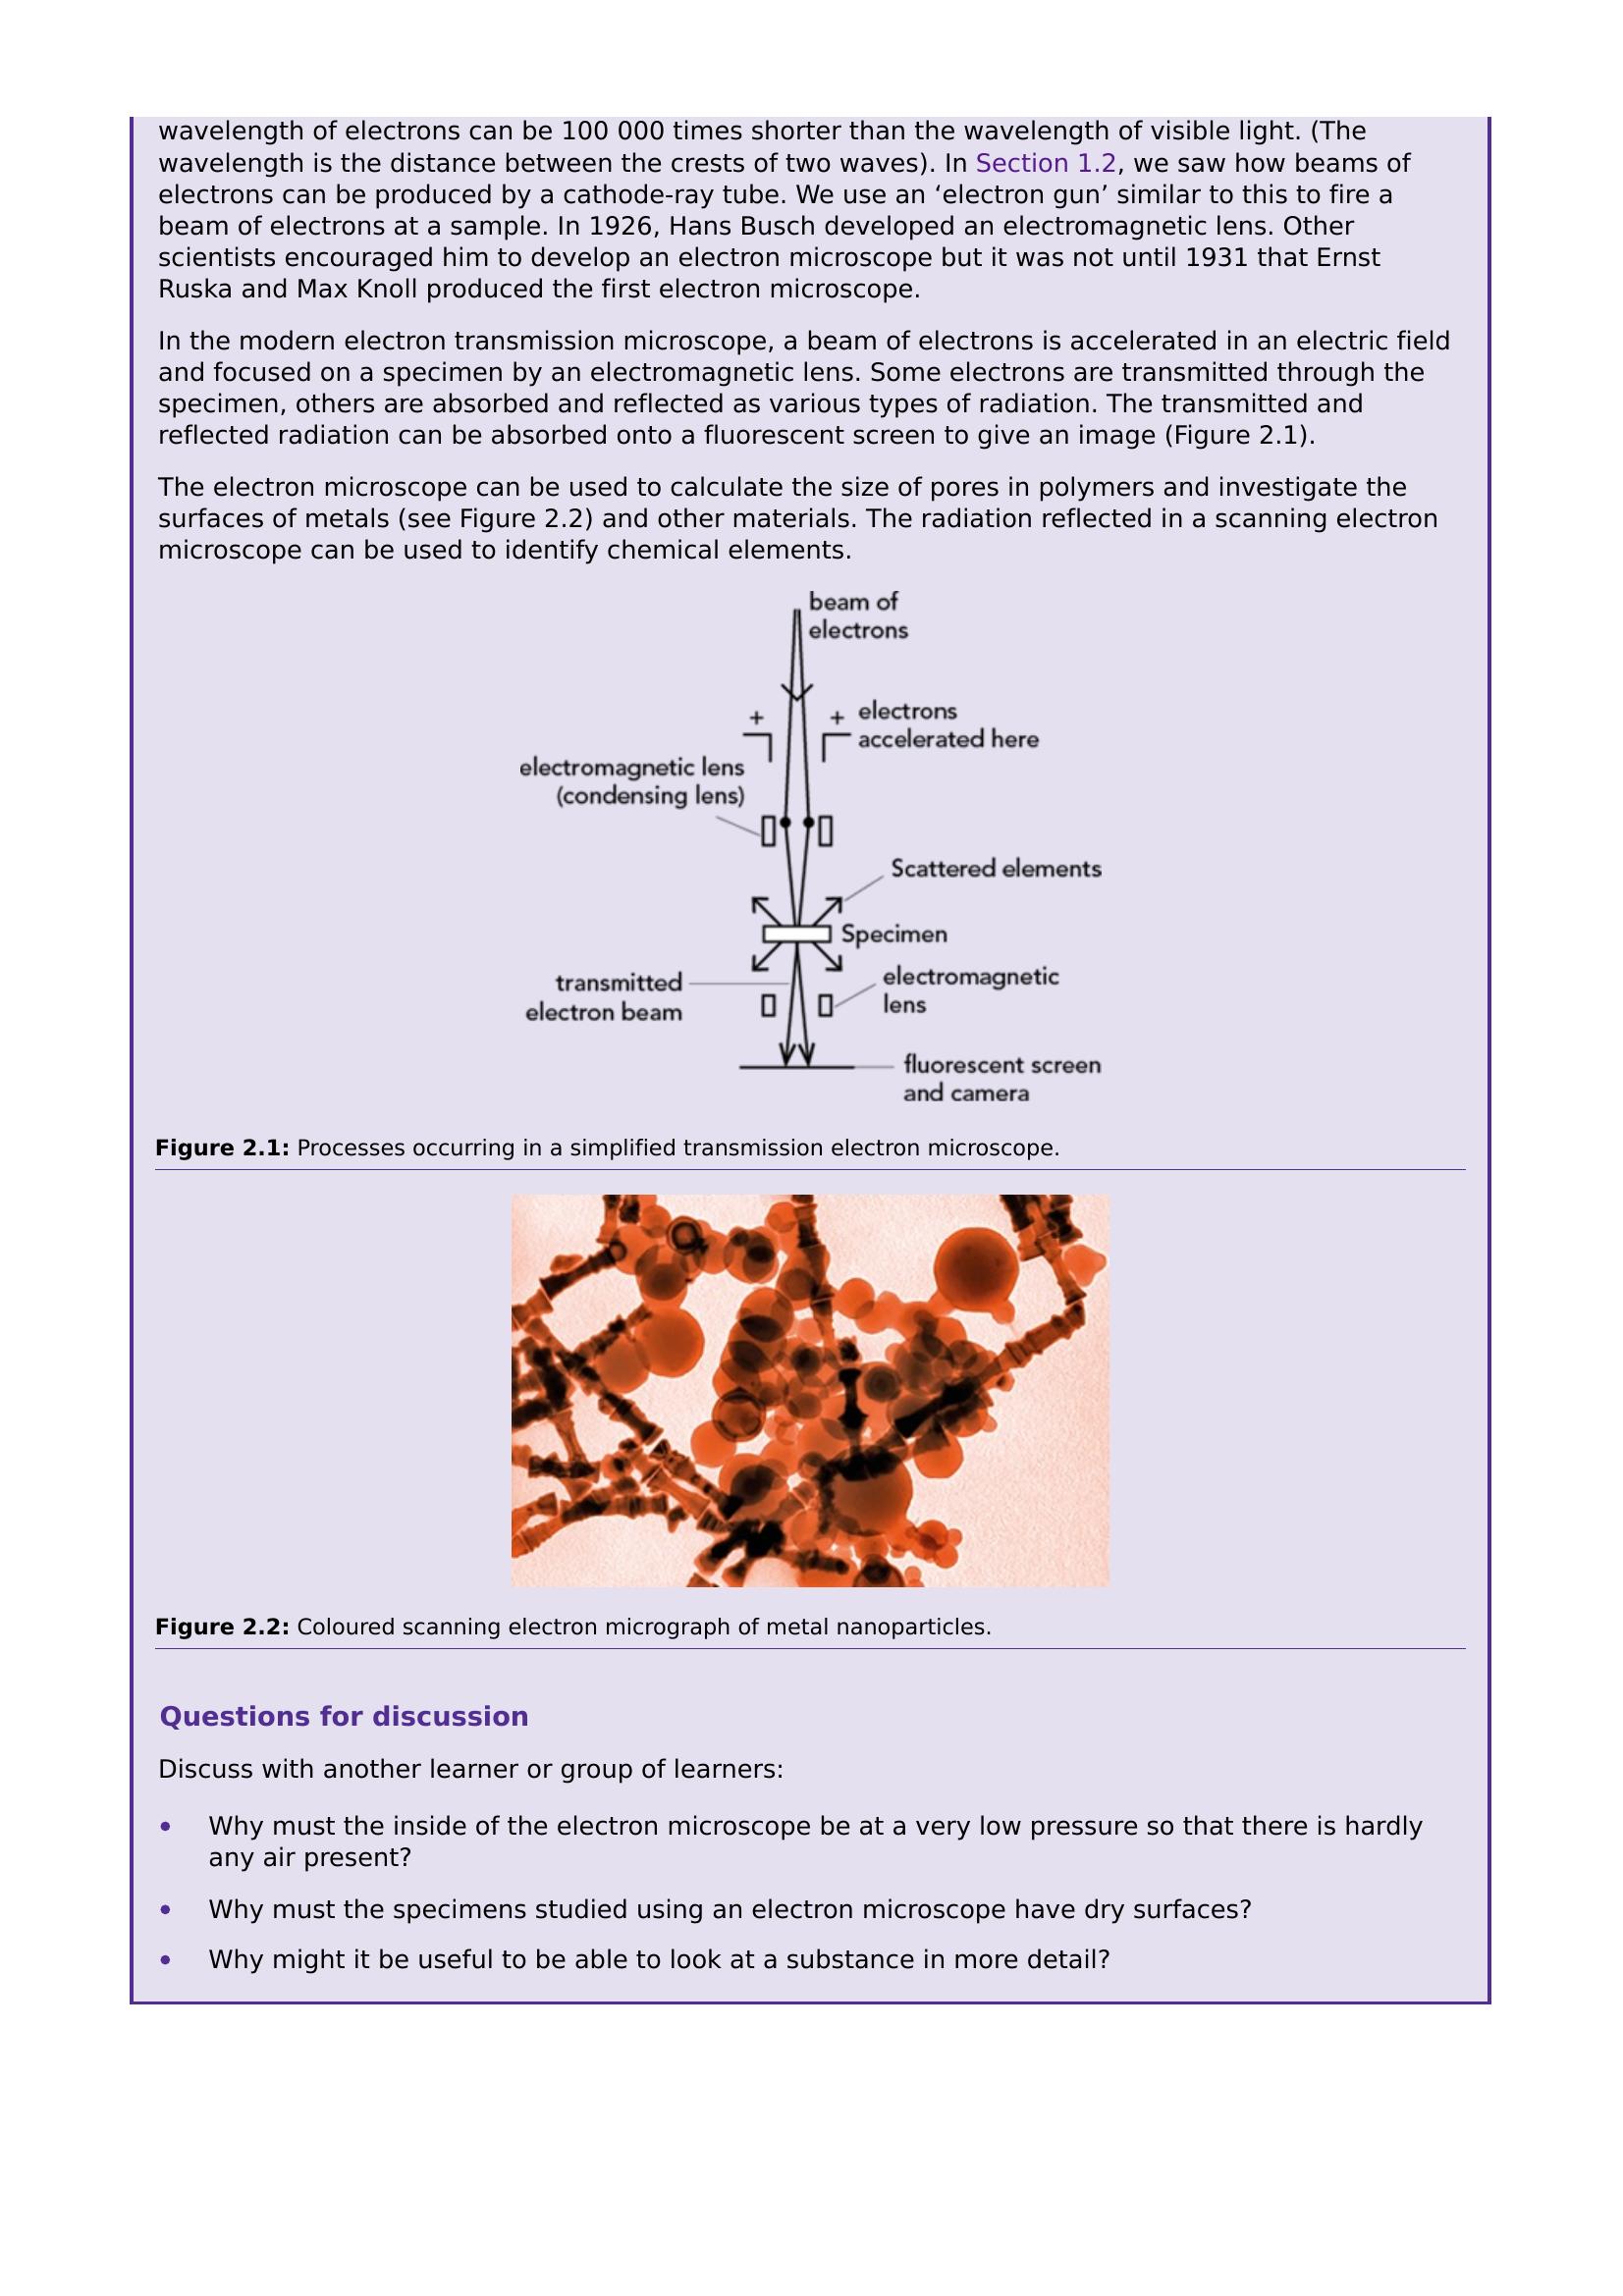 wavelength of electrons can be 100 000 times shorter than the wavelength of visible light. (The
wavelength is the distance between the crests of two waves). In Section 1.2, we saw how beams of
electrons can be produced by a cathode-ray tube. We use an ‘electron gun’ similar to this to fire a
beam of electrons at a sample. In 1926, Hans Busch developed an electromagnetic lens. Other
scientists encouraged him to develop an electron microscope but it was not until 1931 that Ernst
Ruska and Max Knoll produced the first electron microscope.
In the modern electron transmission microscope, a beam of electrons is accelerated in an electric field
and focused on a specimen by an electromagnetic lens. Some electrons are transmitted through the
specimen, others are absorbed and reflected as various types of radiation. The transmitted and
reflected radiation can be absorbed onto a fluorescent screen to give an image (Figure 2.1).
The electron microscope can be used to calculate the size of pores in polymers and investigate the
surfaces of metals (see Figure 2.2) and other materials. The radiation reflected in a scanning electron
microscope can be used to identify chemical elements.
beam of
electrons
+ + electrons
accelerated here
electromagnetic lens
(condensing lens)
Scattered elements
Specimen
transmitted
electron beam
electromagnetic
lens
fluorescent screen
and camera
Figure 2.1: Processes occurring in a simplified transmission electron microscope.
Figure 2.2: Coloured scanning electron micrograph of metal nanoparticles.
Questions for discussion
Discuss with another learner or group of learners:
• Why must the inside of the electron microscope be at a very low pressure so that there is hardly
any air present?
• Why must the specimens studied using an electron microscope have dry surfaces?
• Why might it be useful to be able to look at a substance in more detail?